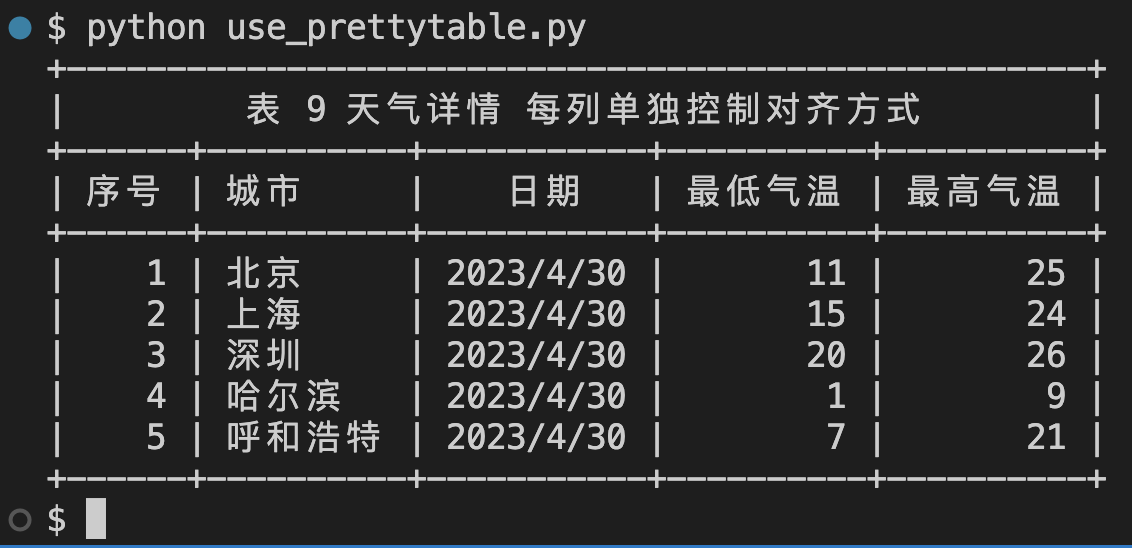 $ python use_prettytable.py
+---------------------------------------------------+
|         表 9 天气详情 每列单独控制对齐方式         |
+------+----------+-----------+----------+----------+
| 序号 | 城市     |    日期   | 最低气温 | 最高气温 |
+------+----------+-----------+----------+----------+
|    1 | 北京     | 2023/4/30 |       11 |       25 |
|    2 | 上海     | 2023/4/30 |       15 |       24 |
|    3 | 深圳     | 2023/4/30 |       20 |       26 |
|    4 | 哈尔滨   | 2023/4/30 |        1 |        9 |
|    5 | 呼和浩特 | 2023/4/30 |        7 |       21 |
+------+----------+-----------+----------+----------+
$